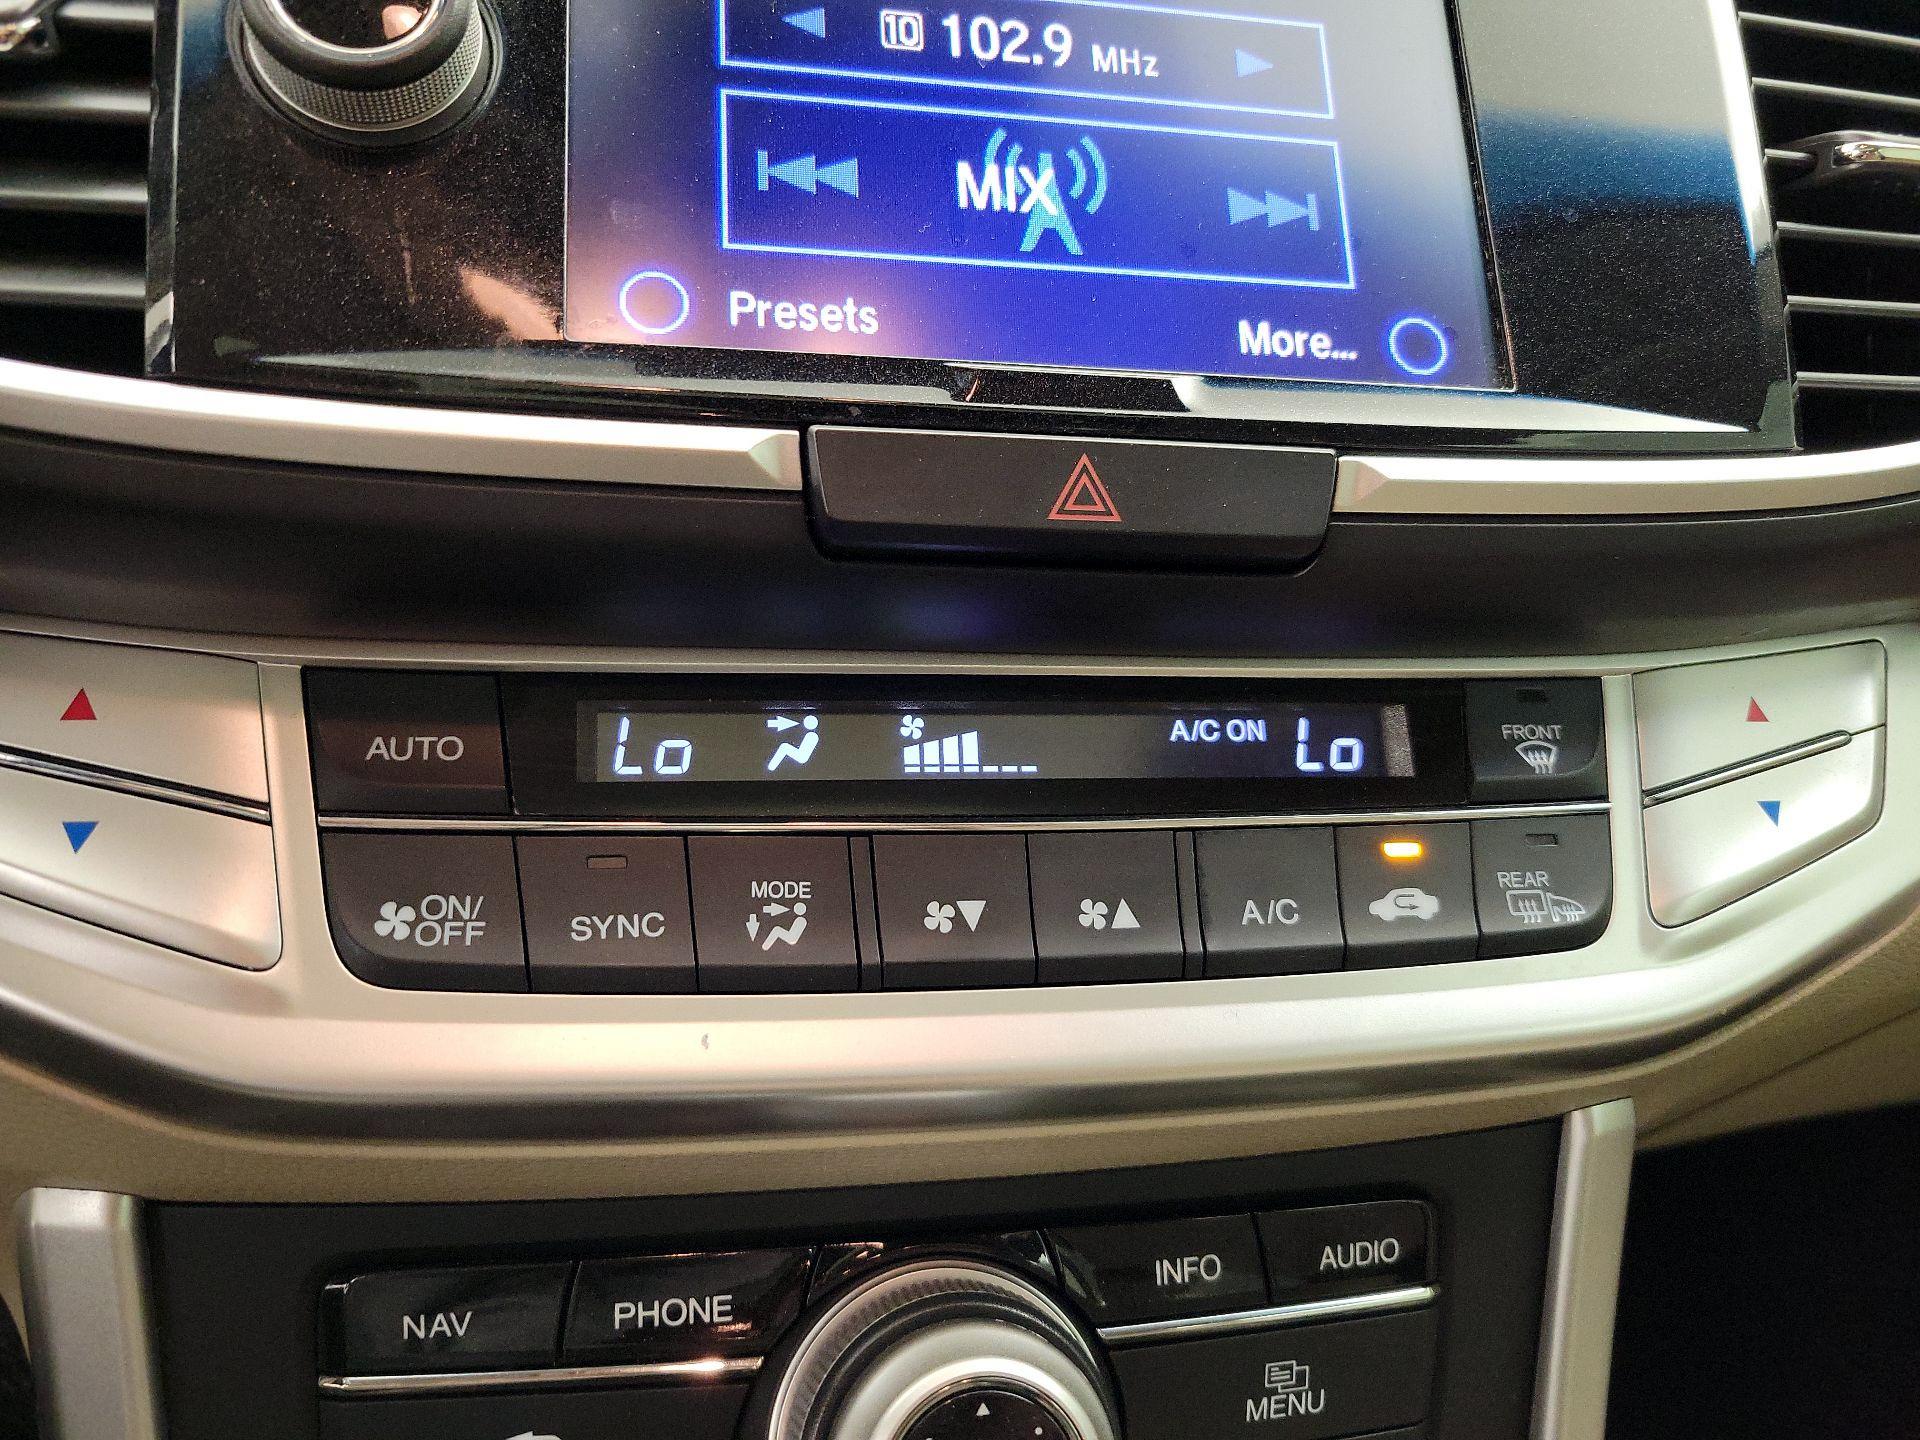 10 102.9 MHz
MIX
Presets
More...
AUTO
Lo
A/C ON
Lo
FRONT
ON/
OFF
SYNC
MODE
A/C
REAR
NAV
PHONE
INFO
AUDIO
MENU